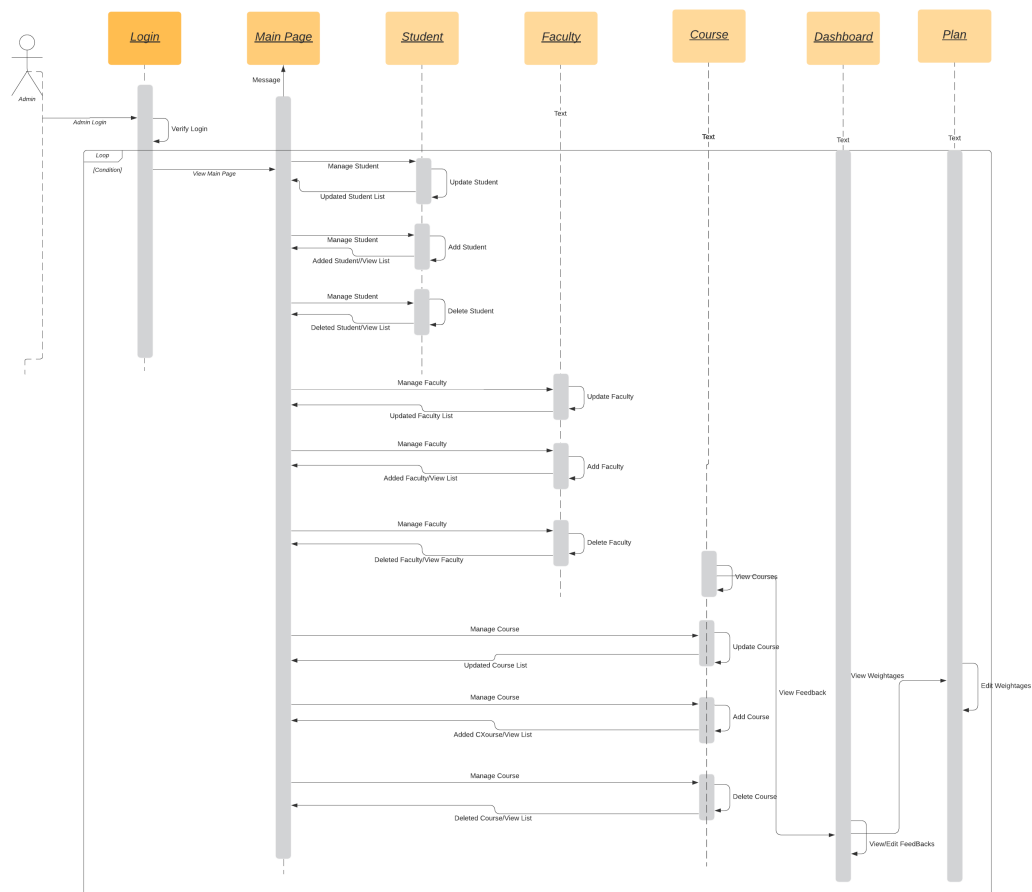 Login
Main Page
Student
Faculty
Course
Dashboard
Plan
Message
Admin
Text
Admin Login
Verify Login
Text
Text
Text
Loop
[Condition]
View Main Page
Manage Student
Update Student
Updated Student List
Manage Student
Add Student
Added Student//View List
Manage Student
Delete Student
Deleted Student/View List
Manage Faculty
Update Faculty
Updated Faculty List
Manage Faculty
Add Faculty
Added Faculty/View List
Manage Faculty
Delete Faculty
Deleted Faculty/View Faculty
View Courses
Manage Course
Update Course
Updated Course List
View Weightages
Edit Weightages
View Feedback
Manage Course
Add Course
Added CXourse/View List
Manage Course
Delete Course
Deleted Course/View List
View/Edit FeedBacks